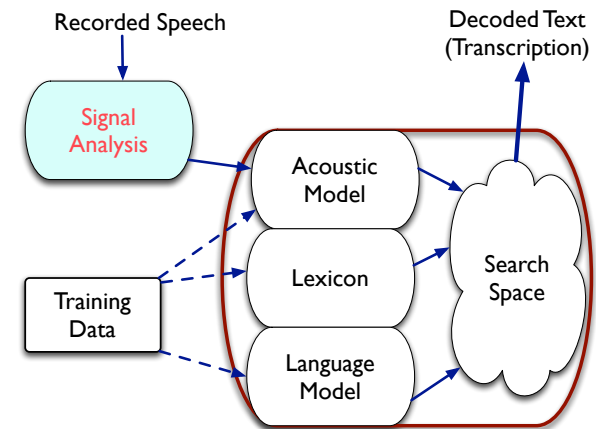 Recorded Speech
Decoded Text
(Transcription)
Signal
Analysis
Acoustic
Model
Lexicon
Search
Space
Training
Data
Language
Model